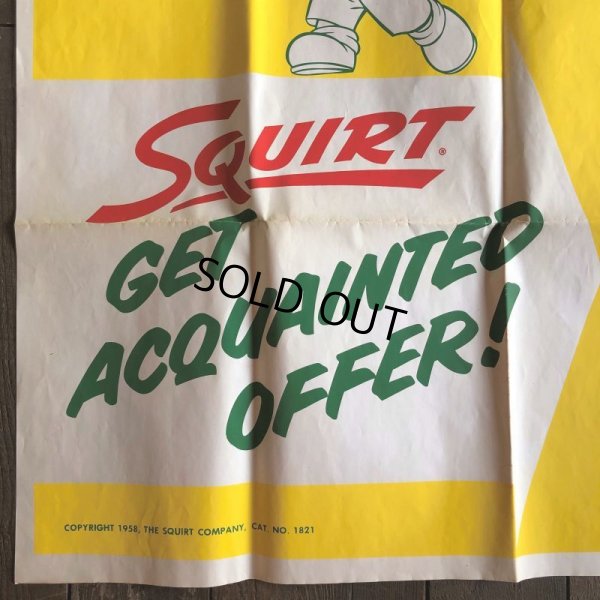 SQUIRT®
GET
ACQUAINTED
OFFER!
SOLD OUT
COPYRIGHT 1958, THE SQUIRT COMPANY. CAT. NO. 1821